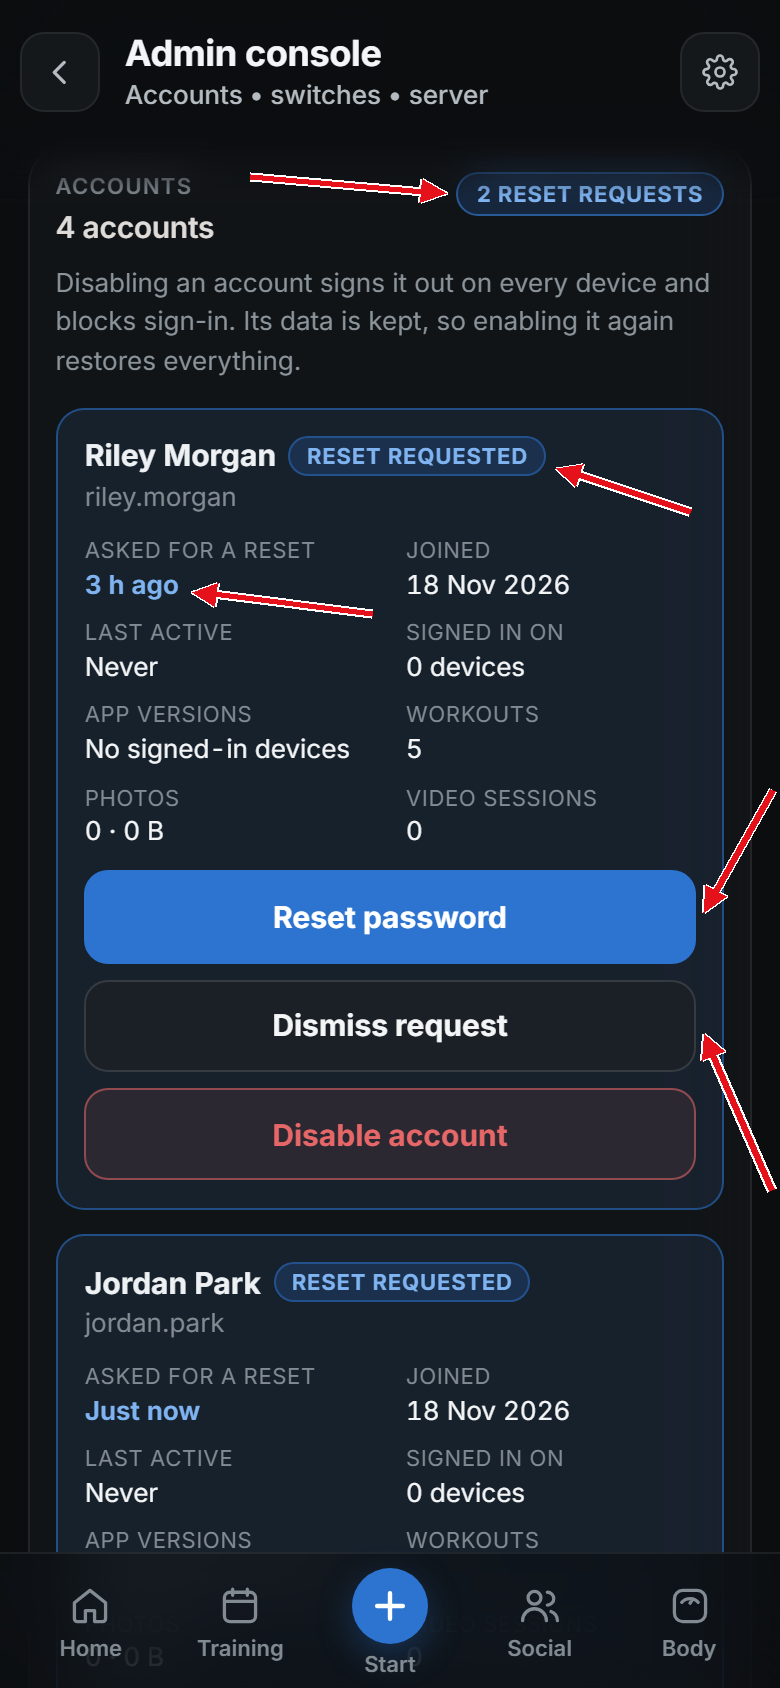 Admin console
Accounts • switches • server
ACCOUNTS
2 RESET REQUESTS
4 accounts
Disabling an account signs it out on every device and
blocks sign-in. Its data is kept, so enabling it again
restores everything.
Riley Morgan
RESET REQUESTED
riley.morgan
ASKED FOR A RESET
JOINED
3 h ago
18 Nov 2026
LAST ACTIVE
SIGNED IN ON
Never
0 devices
APP VERSIONS
WORKOUTS
No signed-in devices
5
PHOTOS
VIDEO SESSIONS
0 · 0 B
0
Reset password
Dismiss request
Disable account
Jordan Park
RESET REQUESTED
jordan.park
ASKED FOR A RESET
JOINED
Just now
18 Nov 2026
LAST ACTIVE
SIGNED IN ON
Never
0 devices
APP VERSIONS
WORKOUTS
Home
Training
Start
Social
Body